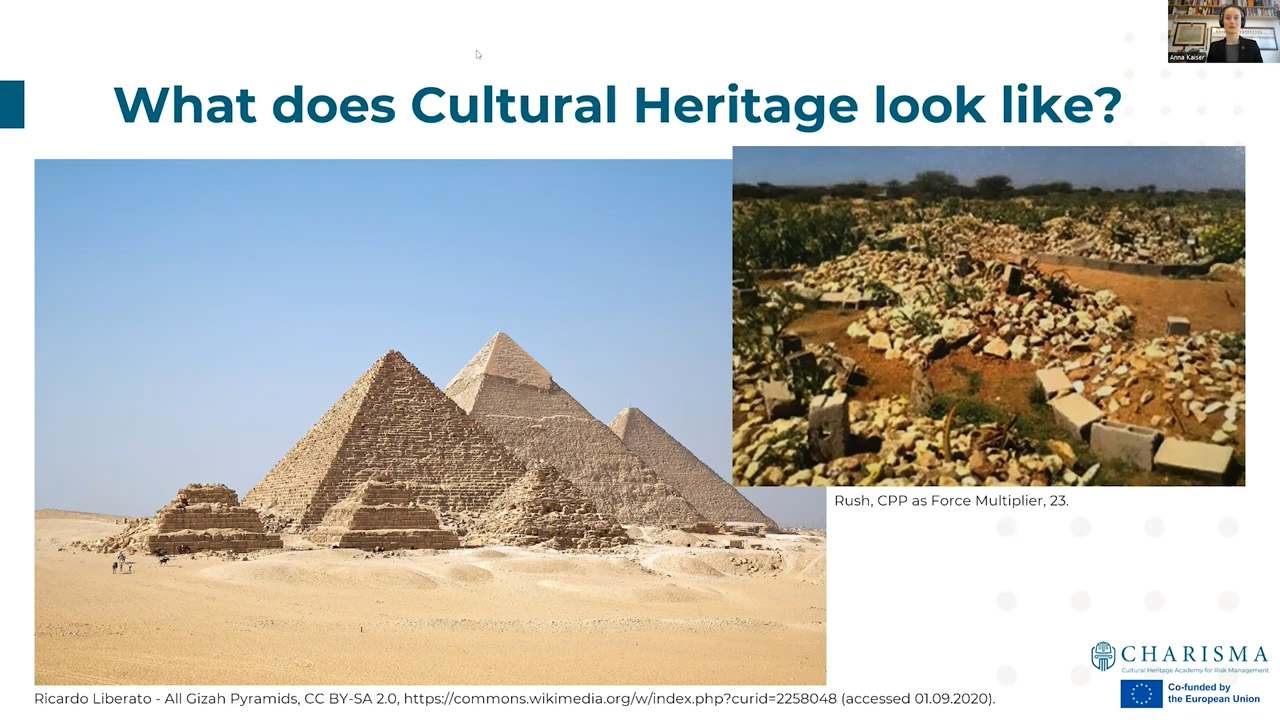 Anna Kaiser
What does Cultural Heritage look like?
Rush, CPP as Force Multiplier, 23.
CHARISMA
Cultural Heritage Academy for Risk Management
Co-funded by
the European Union
Ricardo Liberato - All Gizah Pyramids, CC BY-SA 2.0, https://commons.wikimedia.org/w/index.php?curid=2258048 (accessed 01.09.2020).